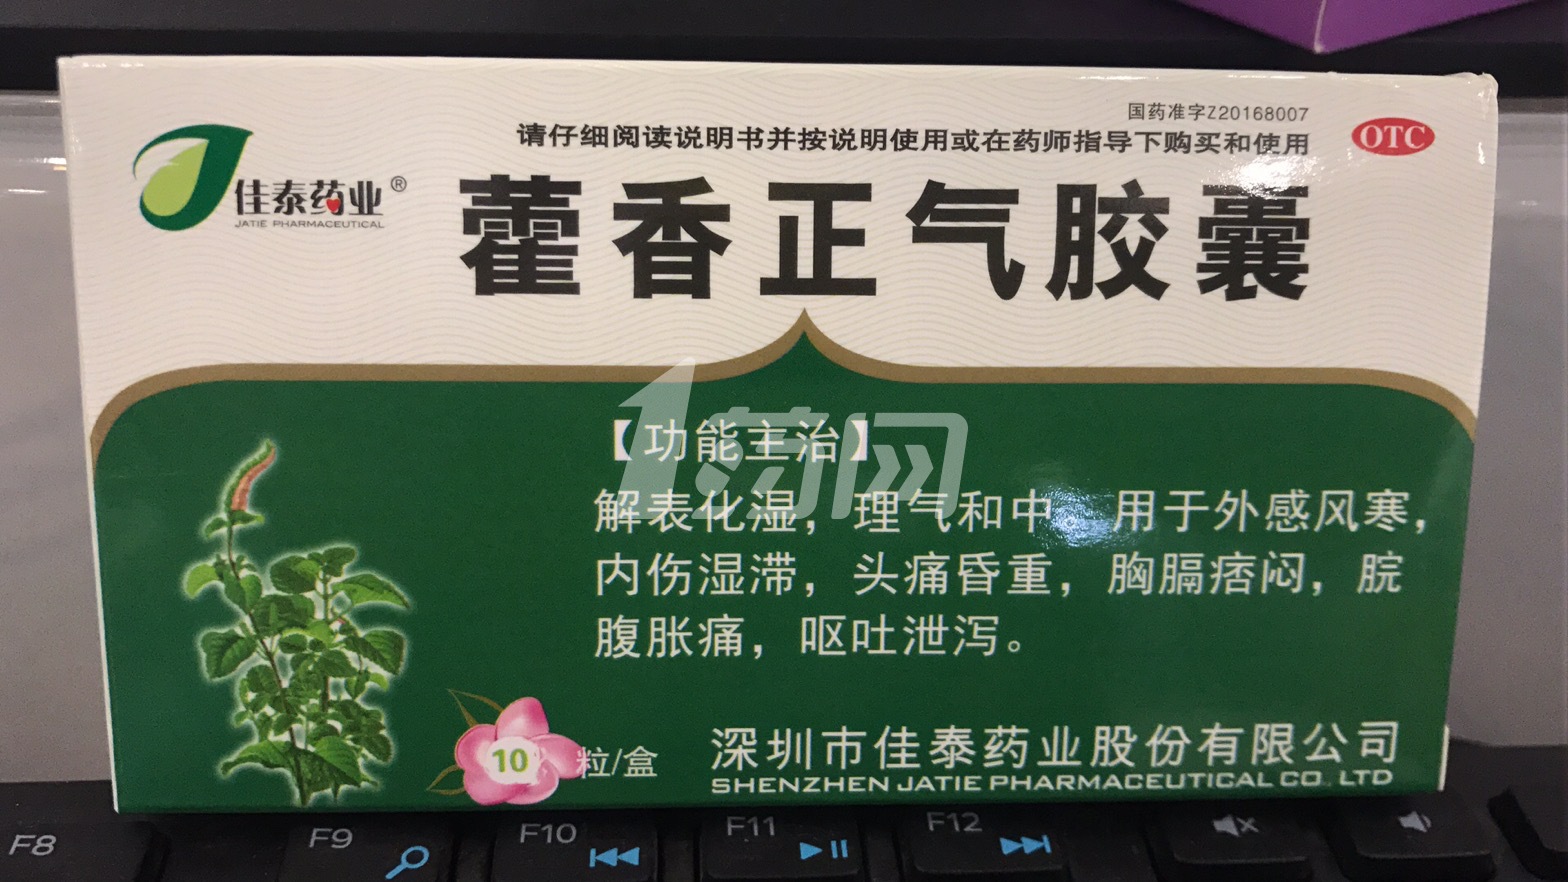 国药准字Z20168007
请仔细阅读说明书并按说明使用或在药师指导下购买和使用
OTC
佳泰药业®
JATIE PHARMACEUTICAL
藿香正气胶囊
1药网
【功能主治】
解表化湿，理气和中。用于外感风寒，
内伤湿滞，头痛昏重，胸膈痞闷，脘
腹胀痛，呕吐泄泻。
10粒/盒
深圳市佳泰药业股份有限公司
SHENZHEN JATIE PHARMACEUTICAL CO. LTD
F8
F9
F10
F11
F12